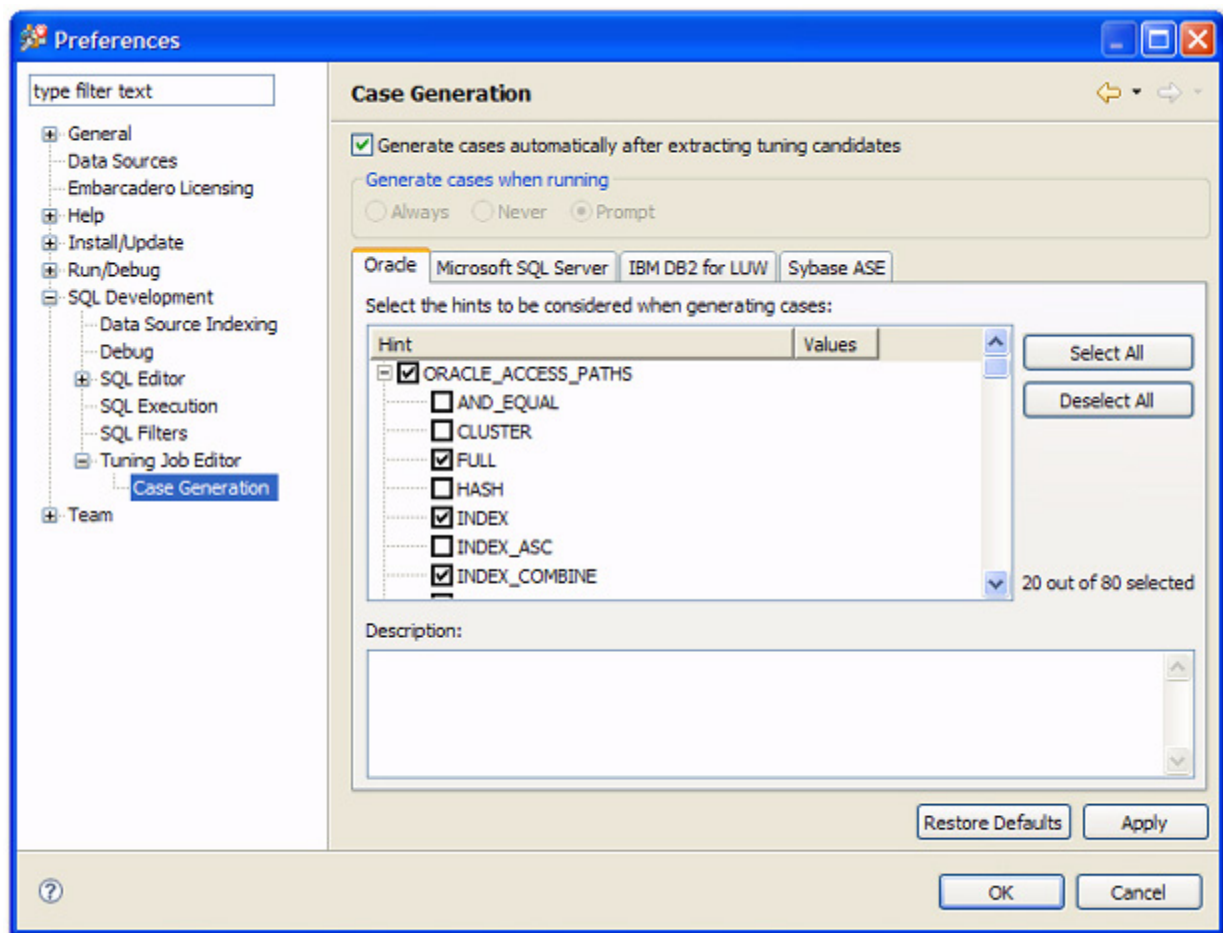 Preferences
type filter text
General
Data Sources
Embarcadero Licensing
Help
Install/Update
Run/Debug
SQL Development
Data Source Indexing
Debug
SQL Editor
SQL Execution
SQL Filters
Tuning Job Editor
Case Generation
Team
Case Generation
Generate cases automatically after extracting tuning candidates
Generate cases when running
Always Never Prompt
Oracle Microsoft SQL Server IBM DB2 for LUW Sybase ASE
Select the hints to be considered when generating cases:
Hint Values
ORACLE_ACCESS_PATHS
AND_EQUAL
CLUSTER
FULL
HASH
INDEX
INDEX_ASC
INDEX_COMBINE
Select All
Deselect All
20 out of 80 selected
Description:
Restore Defaults Apply
OK Cancel